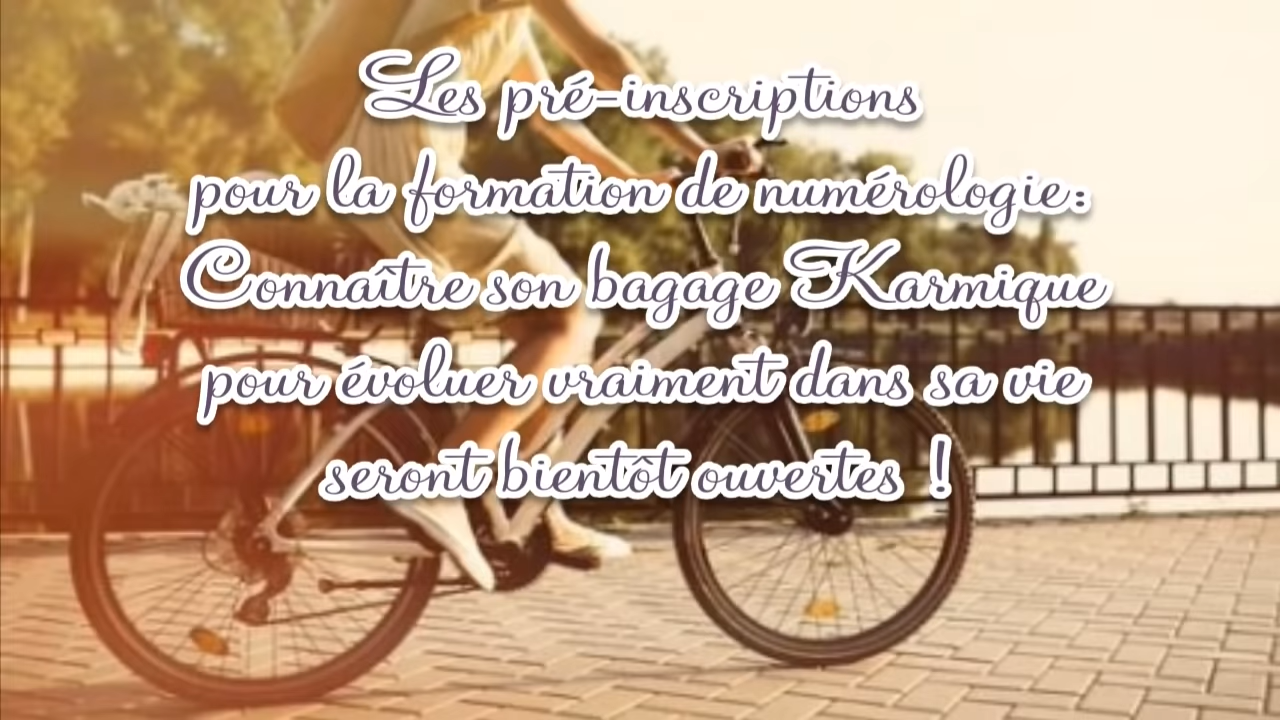 Les pré-inscriptions
pour la formation de numérologie:
Connaître son bagage Karmique
pour évoluer vraiment dans sa vie
seront bientôt ouvertes !